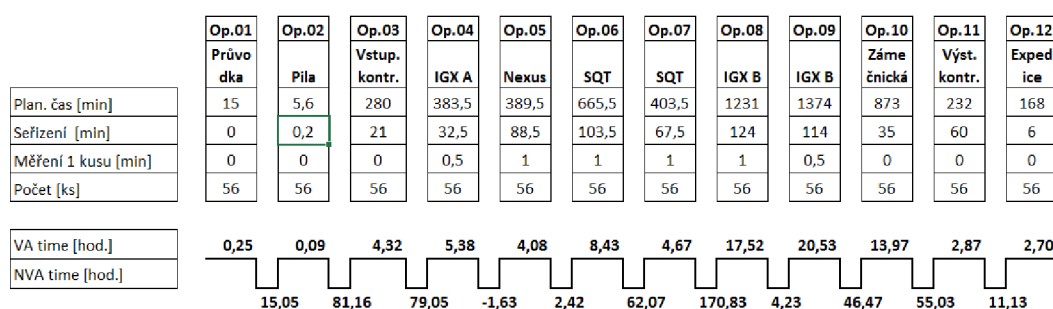 Op.01 Op.02 Op.03 Op.04 Op.05 Op.06 Op.07 Op.08 Op.09 Op.10 Op.11 Op.12
Průvo Vstup. Záme Výst. Exped
dka Pila kontr. IGX A Nexus SQT SQT IGX B IGX B čnická kontr. ice
Plan. čas [min] 15 5,6 280 383,5 389,5 665,5 403,5 1231 1374 873 232 168
Seřizení [min] 0 0,2 21 32,5 88,5 103,5 67,5 124 114 35 60 6
Měření 1 kusu [min] 0 0 0 0,5 1 1 1 1 0,5 0 0 0
Počet [ks] 56 56 56 56 56 56 56 56 56 56 56 56
VA time [hod.] 0,25 0,09 4,32 5,38 4,08 8,43 4,67 17,52 20,53 13,97 2,87 2,70
NVA time [hod.]
15,05 81,16 79,05 -1,63 2,42 62,07 170,83 4,23 46,47 55,03 11,13